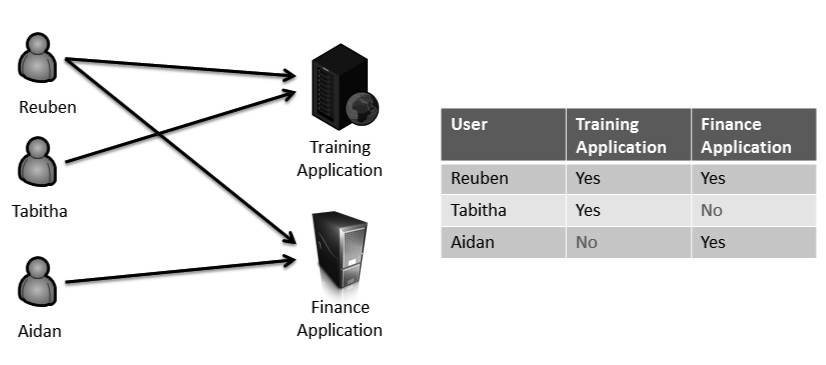 Reuben
Training
Application
Tabitha
Finance
Application
Aidan
User Training Application Finance Application
Reuben Yes Yes
Tabitha Yes No
Aidan No Yes